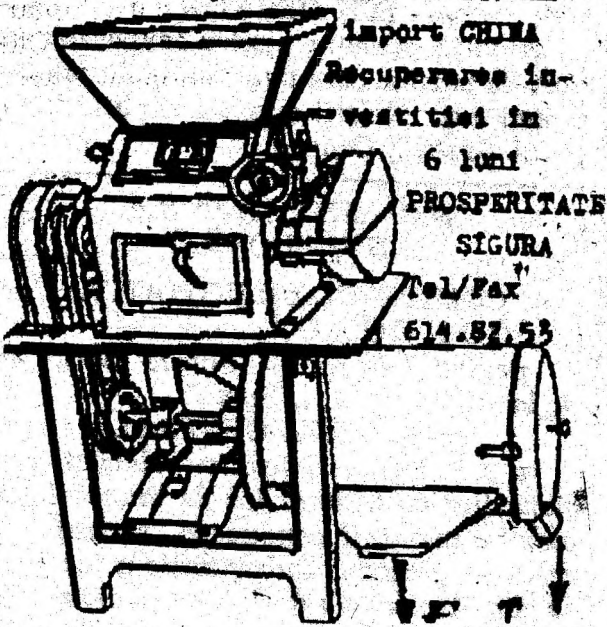 import CHINA
Recuperarea in-
vestitiei in
6 luni
PROSPERITATE
SIGURA
Tel/Fax
614.82.53
F T